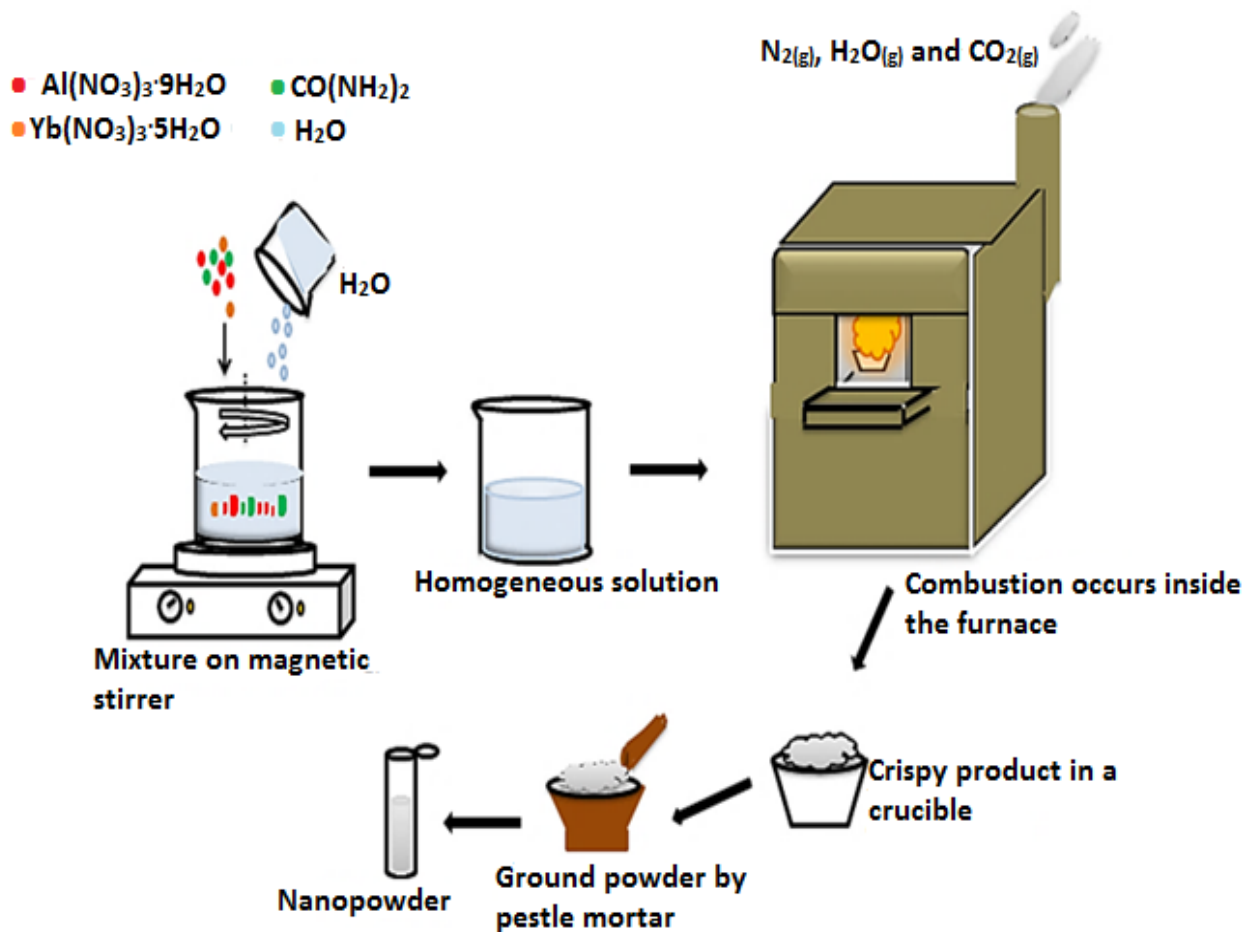 N₂(g), H₂O(g) and CO₂(g)
Al(NO₃)₃·9H₂O
CO(NH₂)₂
Yb(NO₃)₃·5H₂O
H₂O
H₂O
Homogeneous solution
Combustion occurs inside
the furnace
Mixture on magnetic
stirrer
Crispy product in a
crucible
Ground powder by
pestle mortar
Nanopowder